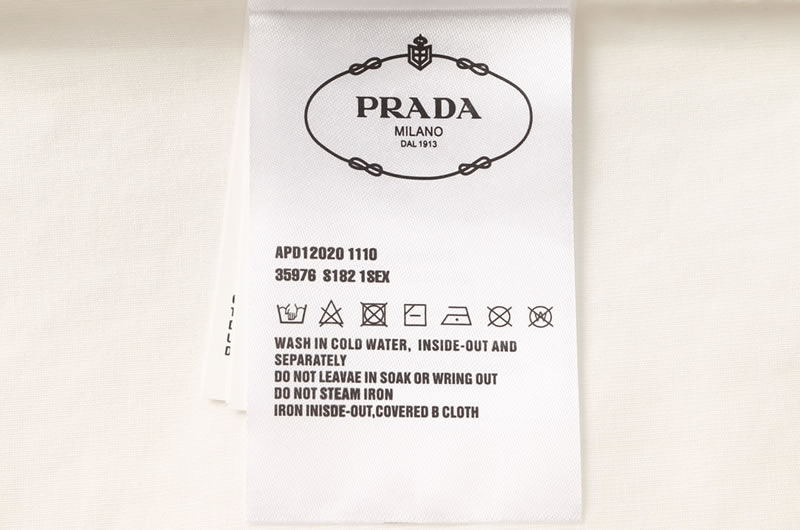 PRADA
MILANO
DAL 1913
APD12020 1110
35976 S182 1SEX
WASH IN COLD WATER, INSIDE-OUT AND
SEPARATELY
DO NOT LEAVAE IN SOAK OR WRING OUT
DO NOT STEAM IRON
IRON INISDE-OUT,COVERED B CLOTH